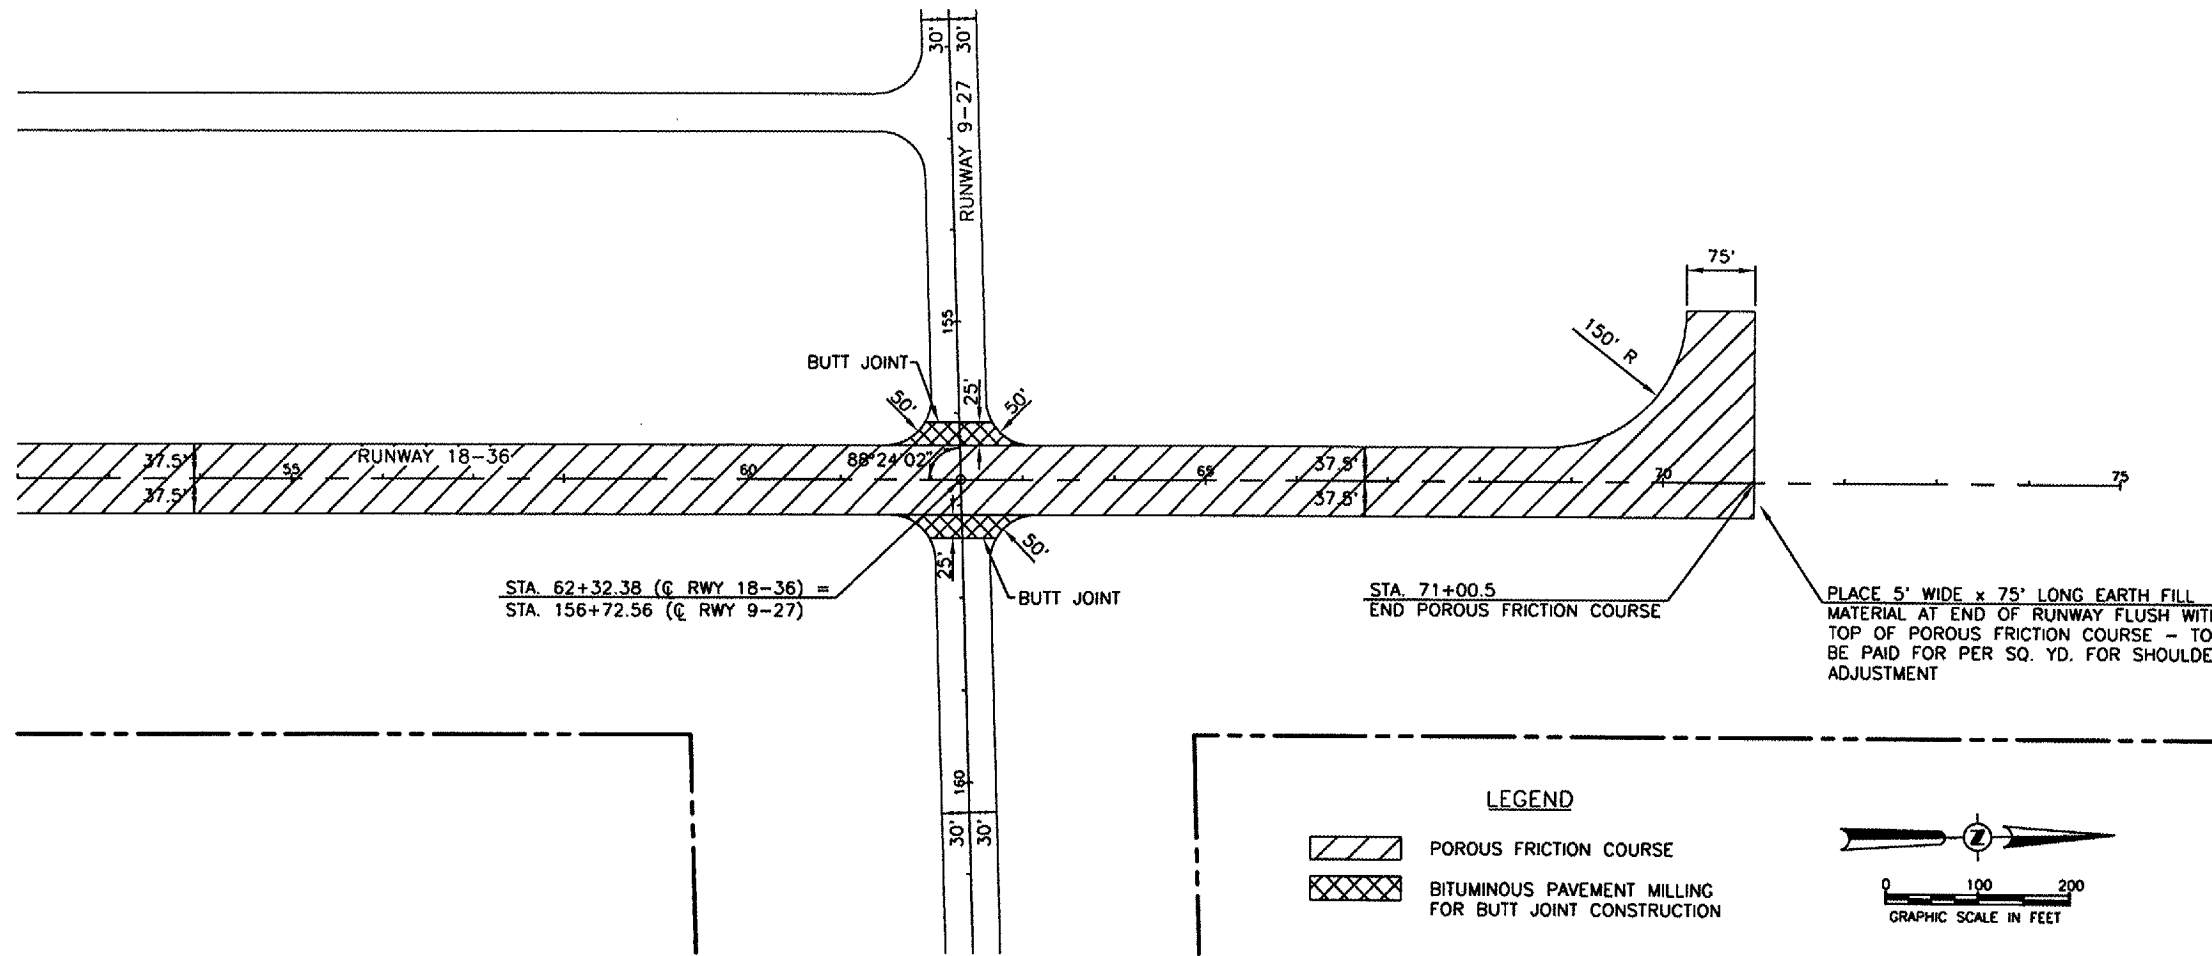 30'
30'
RUNWAY 9-27
75'
150' R
155
BUTT JOINT
50'
25'
50'
37.5'
RUNWAY 18-36
55
60
88°24'02"
65
37.5'
70
75
37.5'
37.5'
50'
25'
BUTT JOINT
STA. 62+32.38 (℄ RWY 18-36) =
STA. 156+72.56 (℄ RWY 9-27)
STA. 71+00.5
END POROUS FRICTION COURSE
PLACE 5' WIDE x 75' LONG EARTH FILL
MATERIAL AT END OF RUNWAY FLUSH WIT
TOP OF POROUS FRICTION COURSE - TO
BE PAID FOR PER SQ. YD. FOR SHOULDE
ADJUSTMENT
160
30'
30'
LEGEND
POROUS FRICTION COURSE
BITUMINOUS PAVEMENT MILLING
FOR BUTT JOINT CONSTRUCTION
Z
0 100 200
GRAPHIC SCALE IN FEET